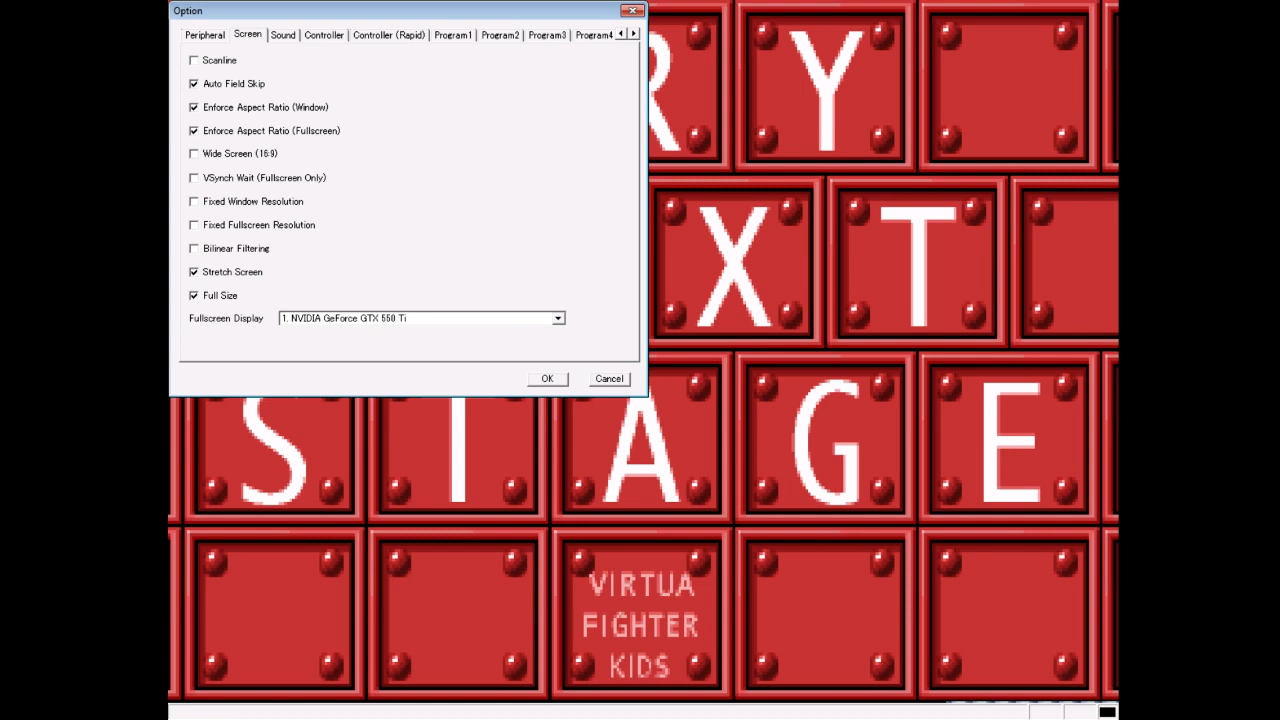 Option
Peripheral Screen Sound Controller Controller (Rapid) Program1 Program2 Program3 Program4
Scanline
Auto Field Skip
Enforce Aspect Ratio (Window)
Enforce Aspect Ratio (Fullscreen)
Wide Screen (16:9)
VSynch Wait (Fullscreen Only)
Fixed Window Resolution
Fixed Fullscreen Resolution
Bilinear Filtering
Stretch Screen
Full Size
Fullscreen Display 1. NVIDIA GeForce GTX 550 Ti
OK Cancel
R Y
X T
S T A G E
VIRTUA
FIGHTER
KIDS